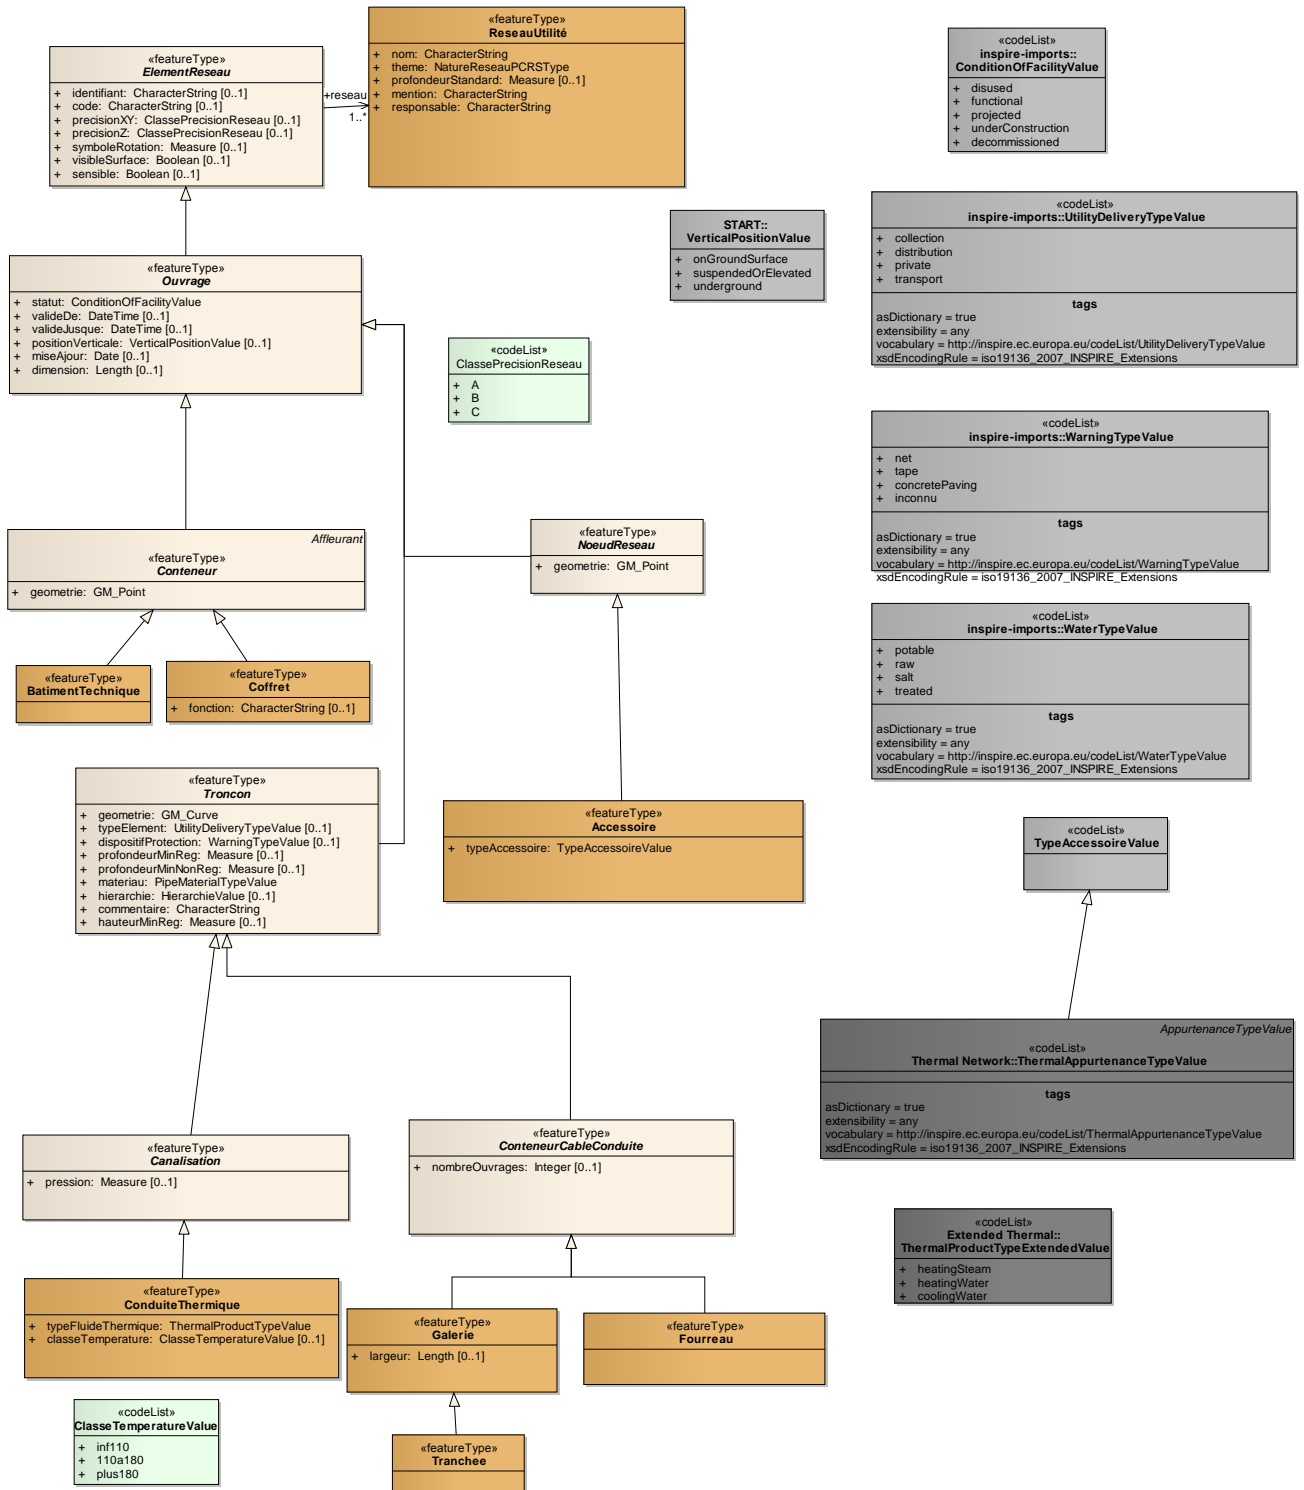 «featureType»
ElementReseau
+ identifiant: CharacterString [0..1]
+ code: CharacterString [0..1]
+ precisionXY: ClassePrecisionReseau [0..1]
+ precisionZ: ClassePrecisionReseau [0..1]
+ symboleRotation: Measure [0..1]
+ visibleSurface: Boolean [0..1]
+ sensible: Boolean [0..1]
+reseau
1..*
«featureType»
ReseauUtilité
+ nom: CharacterString
+ theme: NatureReseauPCRSType
+ profondeurStandard: Measure [0..1]
+ mention: CharacterString
+ responsable: CharacterString
«codeList»
inspire-imports::
ConditionOfFacilityValue
+ disused
+ functional
+ projected
+ underConstruction
+ decommissioned
«codeList»
inspire-imports::UtilityDeliveryTypeValue
+ collection
+ distribution
+ private
+ transport
tags
asDictionary = true
extensibility = any
vocabulary = http://inspire.ec.europa.eu/codeList/UtilityDeliveryTypeValue
xsdEncodingRule = iso19136_2007_INSPIRE_Extensions
START::
VerticalPositionValue
+ onGroundSurface
+ suspendedOrElevated
+ underground
«featureType»
Ouvrage
+ statut: ConditionOfFacilityValue
+ valideDe: DateTime [0..1]
+ valideJusque: DateTime [0..1]
+ positionVerticale: VerticalPositionValue [0..1]
+ miseAjour: Date [0..1]
+ dimension: Length [0..1]
«codeList»
ClassePrecisionReseau
+ A
+ B
+ C
«codeList»
inspire-imports::WarningTypeValue
+ net
+ tape
+ concretePaving
+ inconnu
tags
asDictionary = true
extensibility = any
vocabulary = http://inspire.ec.europa.eu/codeList/WarningTypeValue
xsdEncodingRule = iso19136_2007_INSPIRE_Extensions
Affleurant
«featureType»
Conteneur
+ geometrie: GM_Point
«featureType»
NoeudReseau
+ geometrie: GM_Point
«codeList»
inspire-imports::WaterTypeValue
+ potable
+ raw
+ salt
+ treated
tags
asDictionary = true
extensibility = any
vocabulary = http://inspire.ec.europa.eu/codeList/WaterTypeValue
xsdEncodingRule = iso19136_2007_INSPIRE_Extensions
«featureType»
BatimentTechnique
«featureType»
Coffret
+ fonction: CharacterString [0..1]
«featureType»
Troncon
+ geometrie: GM_Curve
+ typeElement: UtilityDeliveryTypeValue [0..1]
+ dispositifProtection: WarningTypeValue [0..1]
+ profondeurMinReg: Measure [0..1]
+ profondeurMinNonReg: Measure [0..1]
+ materiau: PipeMaterialTypeValue
+ hierarchie: HierarchieValue [0..1]
+ commentaire: CharacterString
+ hauteurMinReg: Measure [0..1]
«featureType»
Accessoire
+ typeAccessoire: TypeAccessoireValue
«codeList»
TypeAccessoireValue
AppurtenanceTypeValue
«codeList»
Thermal Network::ThermalAppurtenanceTypeValue
tags
asDictionary = true
extensibility = any
vocabulary = http://inspire.ec.europa.eu/codeList/ThermalAppurtenanceTypeValue
xsdEncodingRule = iso19136_2007_INSPIRE_Extensions
«featureType»
Canalisation
+ pression: Measure [0..1]
«featureType»
ConteneurCableConduite
+ nombreOuvrages: Integer [0..1]
«codeList»
Extended Thermal::
ThermalProductTypeExtendedValue
+ heatingSteam
+ heatingWater
+ coolingWater
«featureType»
ConduiteThermique
+ typeFluideThermique: ThermalProductTypeValue
+ classeTemperature: ClasseTemperatureValue [0..1]
«featureType»
Galerie
+ largeur: Length [0..1]
«featureType»
Fourreau
«codeList»
ClasseTemperatureValue
+ inf110
+ 110a180
+ plus180
«featureType»
Tranchee